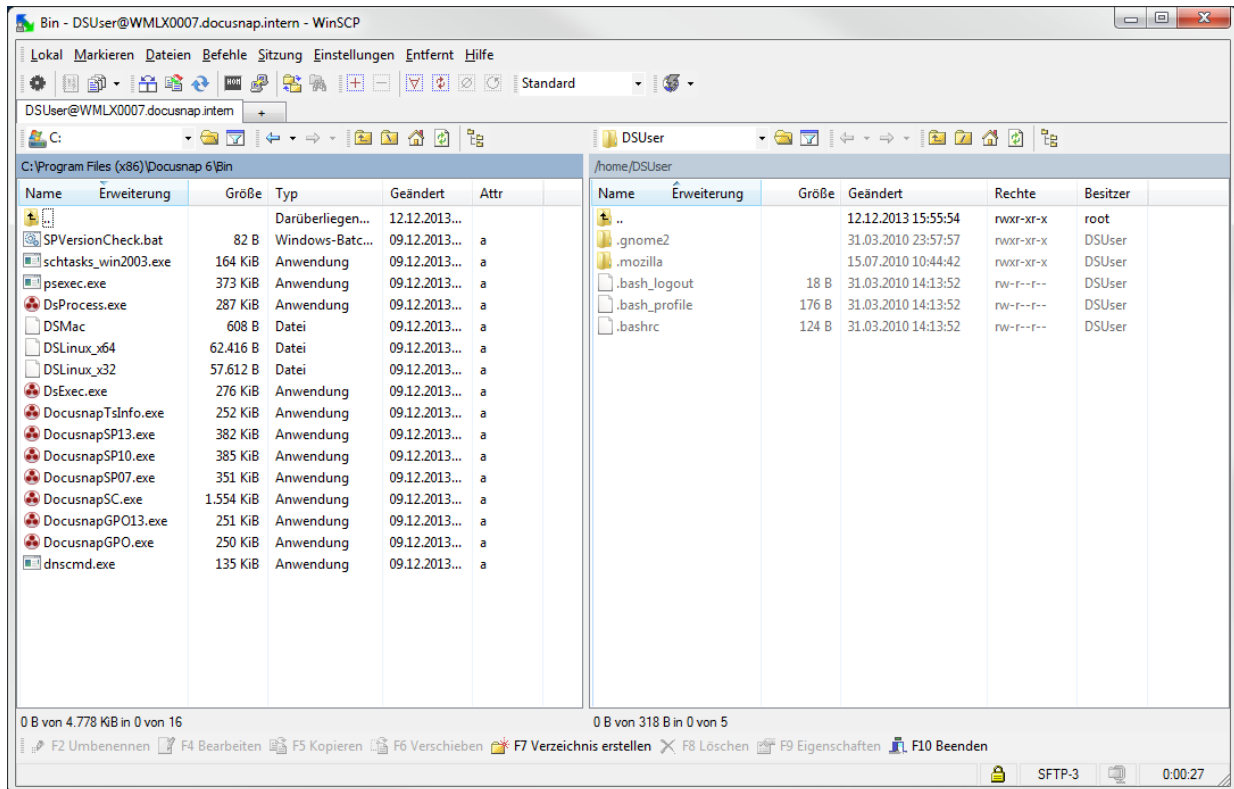 Bin - DSUser@WMLX0007.docusnap.intern - WinSCP
Lokal Markieren Dateien Befehle Sitzung Einstellungen Entfernt Hilfe
Standard
DSUser@WMLX0007.docusnap.intern +
C: DSUser
C:\Program Files (x86)\Docusnap 6\Bin /home/DSUser
Name Erweiterung Größe Typ Geändert Attr Name Erweiterung Größe Geändert Rechte Besitzer
.. Darüberliegen... 12.12.2013... .. 12.12.2013 15:55:54 rwxr-xr-x root
SPVersionCheck.bat 82 B Windows-Batc... 09.12.2013... a .gnome2 31.03.2010 23:57:57 rwxr-xr-x DSUser
schtasks_win2003.exe 164 KiB Anwendung 09.12.2013... a .mozilla 15.07.2010 10:44:42 rwxr-xr-x DSUser
psexec.exe 373 KiB Anwendung 09.12.2013... a .bash_logout 18 B 31.03.2010 14:13:52 rw-r--r-- DSUser
DsProcess.exe 287 KiB Anwendung 09.12.2013... a .bash_profile 176 B 31.03.2010 14:13:52 rw-r--r-- DSUser
DSMac 608 B Datei 09.12.2013... a .bashrc 124 B 31.03.2010 14:13:52 rw-r--r-- DSUser
DSLinux_x64 62.416 B Datei 09.12.2013... a
DSLinux_x32 57.612 B Datei 09.12.2013... a
DsExec.exe 276 KiB Anwendung 09.12.2013... a
DocusnapTsInfo.exe 252 KiB Anwendung 09.12.2013... a
DocusnapSP13.exe 382 KiB Anwendung 09.12.2013... a
DocusnapSP10.exe 385 KiB Anwendung 09.12.2013... a
DocusnapSP07.exe 351 KiB Anwendung 09.12.2013... a
DocusnapSC.exe 1.554 KiB Anwendung 09.12.2013... a
DocusnapGPO13.exe 251 KiB Anwendung 09.12.2013... a
DocusnapGPO.exe 250 KiB Anwendung 09.12.2013... a
dnscmd.exe 135 KiB Anwendung 09.12.2013... a
0 B von 4.778 KiB in 0 von 16 0 B von 318 B in 0 von 5
F2 Umbenennen F4 Bearbeiten F5 Kopieren F6 Verschieben F7 Verzeichnis erstellen F8 Löschen F9 Eigenschaften F10 Beenden
SFTP-3 0:00:27